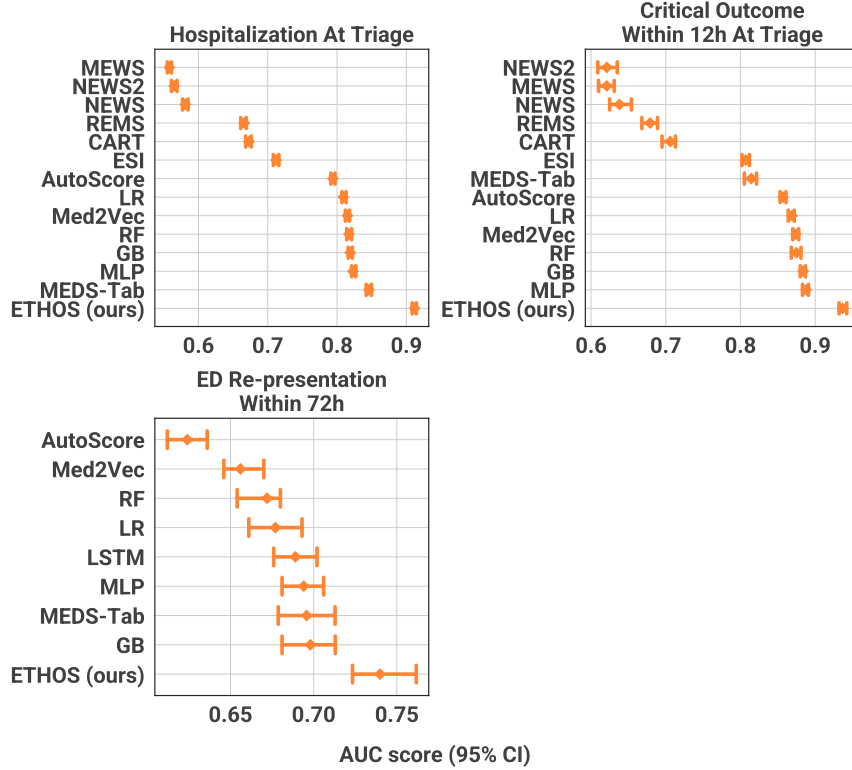 Hospitalization At Triage
MEWS
NEWS2
NEWS
REMS
CART
ESI
AutoScore
LR
Med2Vec
RF
GB
MLP
MEDS-Tab
ETHOS (ours)
0.6 0.7 0.8 0.9
Critical Outcome
Within 12h At Triage
NEWS2
MEWS
NEWS
REMS
CART
ESI
MEDS-Tab
AutoScore
LR
Med2Vec
RF
GB
MLP
ETHOS (ours)
0.6 0.7 0.8 0.9
ED Re-presentation
Within 72h
AutoScore
Med2Vec
RF
LR
LSTM
MLP
MEDS-Tab
GB
ETHOS (ours)
0.65 0.70 0.75
AUC score (95% CI)